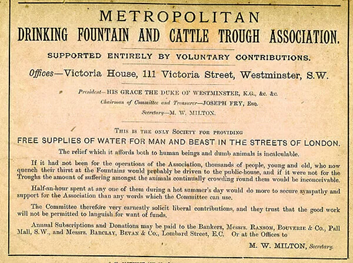 METROPOLITAN
DRINKING FOUNTAIN AND CATTLE TROUGH ASSOCIATION.
SUPPORTED ENTIRELY BY VOLUNTARY CONTRIBUTIONS.
Offices—Victoria House, 111 Victoria Street, Westminster, S.W.
President—HIS GRACE THE DUKE OF WESTMINSTER, K.G., &c. &c.
Chairman of Committee and Treasurer—JOSEPH FRY, Esq.
Secretary—M. W. MILTON.
THIS IS THE ONLY SOCIETY FOR PROVIDING
FREE SUPPLIES OF WATER FOR MAN AND BEAST IN THE STREETS OF LONDON.
The relief which it affords both to human beings and dumb animals is incalculable.
If it had not been for the operations of the Association, thousands of people, young and old, who now
quench their thirst at the Fountains would probably be driven to the public-house, and if it were not for the
Troughs the amount of suffering amongst the animals continually crowding round them would be inconceivable.
Half-an-hour spent at any one of them during a hot summer's day would do more to secure sympathy and
support for the Association than any words which the Committee can use.
The Committee therefore very earnestly solicit liberal contributions, and they trust that the good work
will not be permitted to languish for want of funds.
Annual Subscriptions and Donations may be paid to the Bankers, Messrs. RANSOM, BOUVERIE & Co., Pall
Mall, S.W., and Messrs. BARCLAY, BEVAN & Co., Lombard Street, E.C. Or at the Offices to
M. W. MILTON, Secretary.